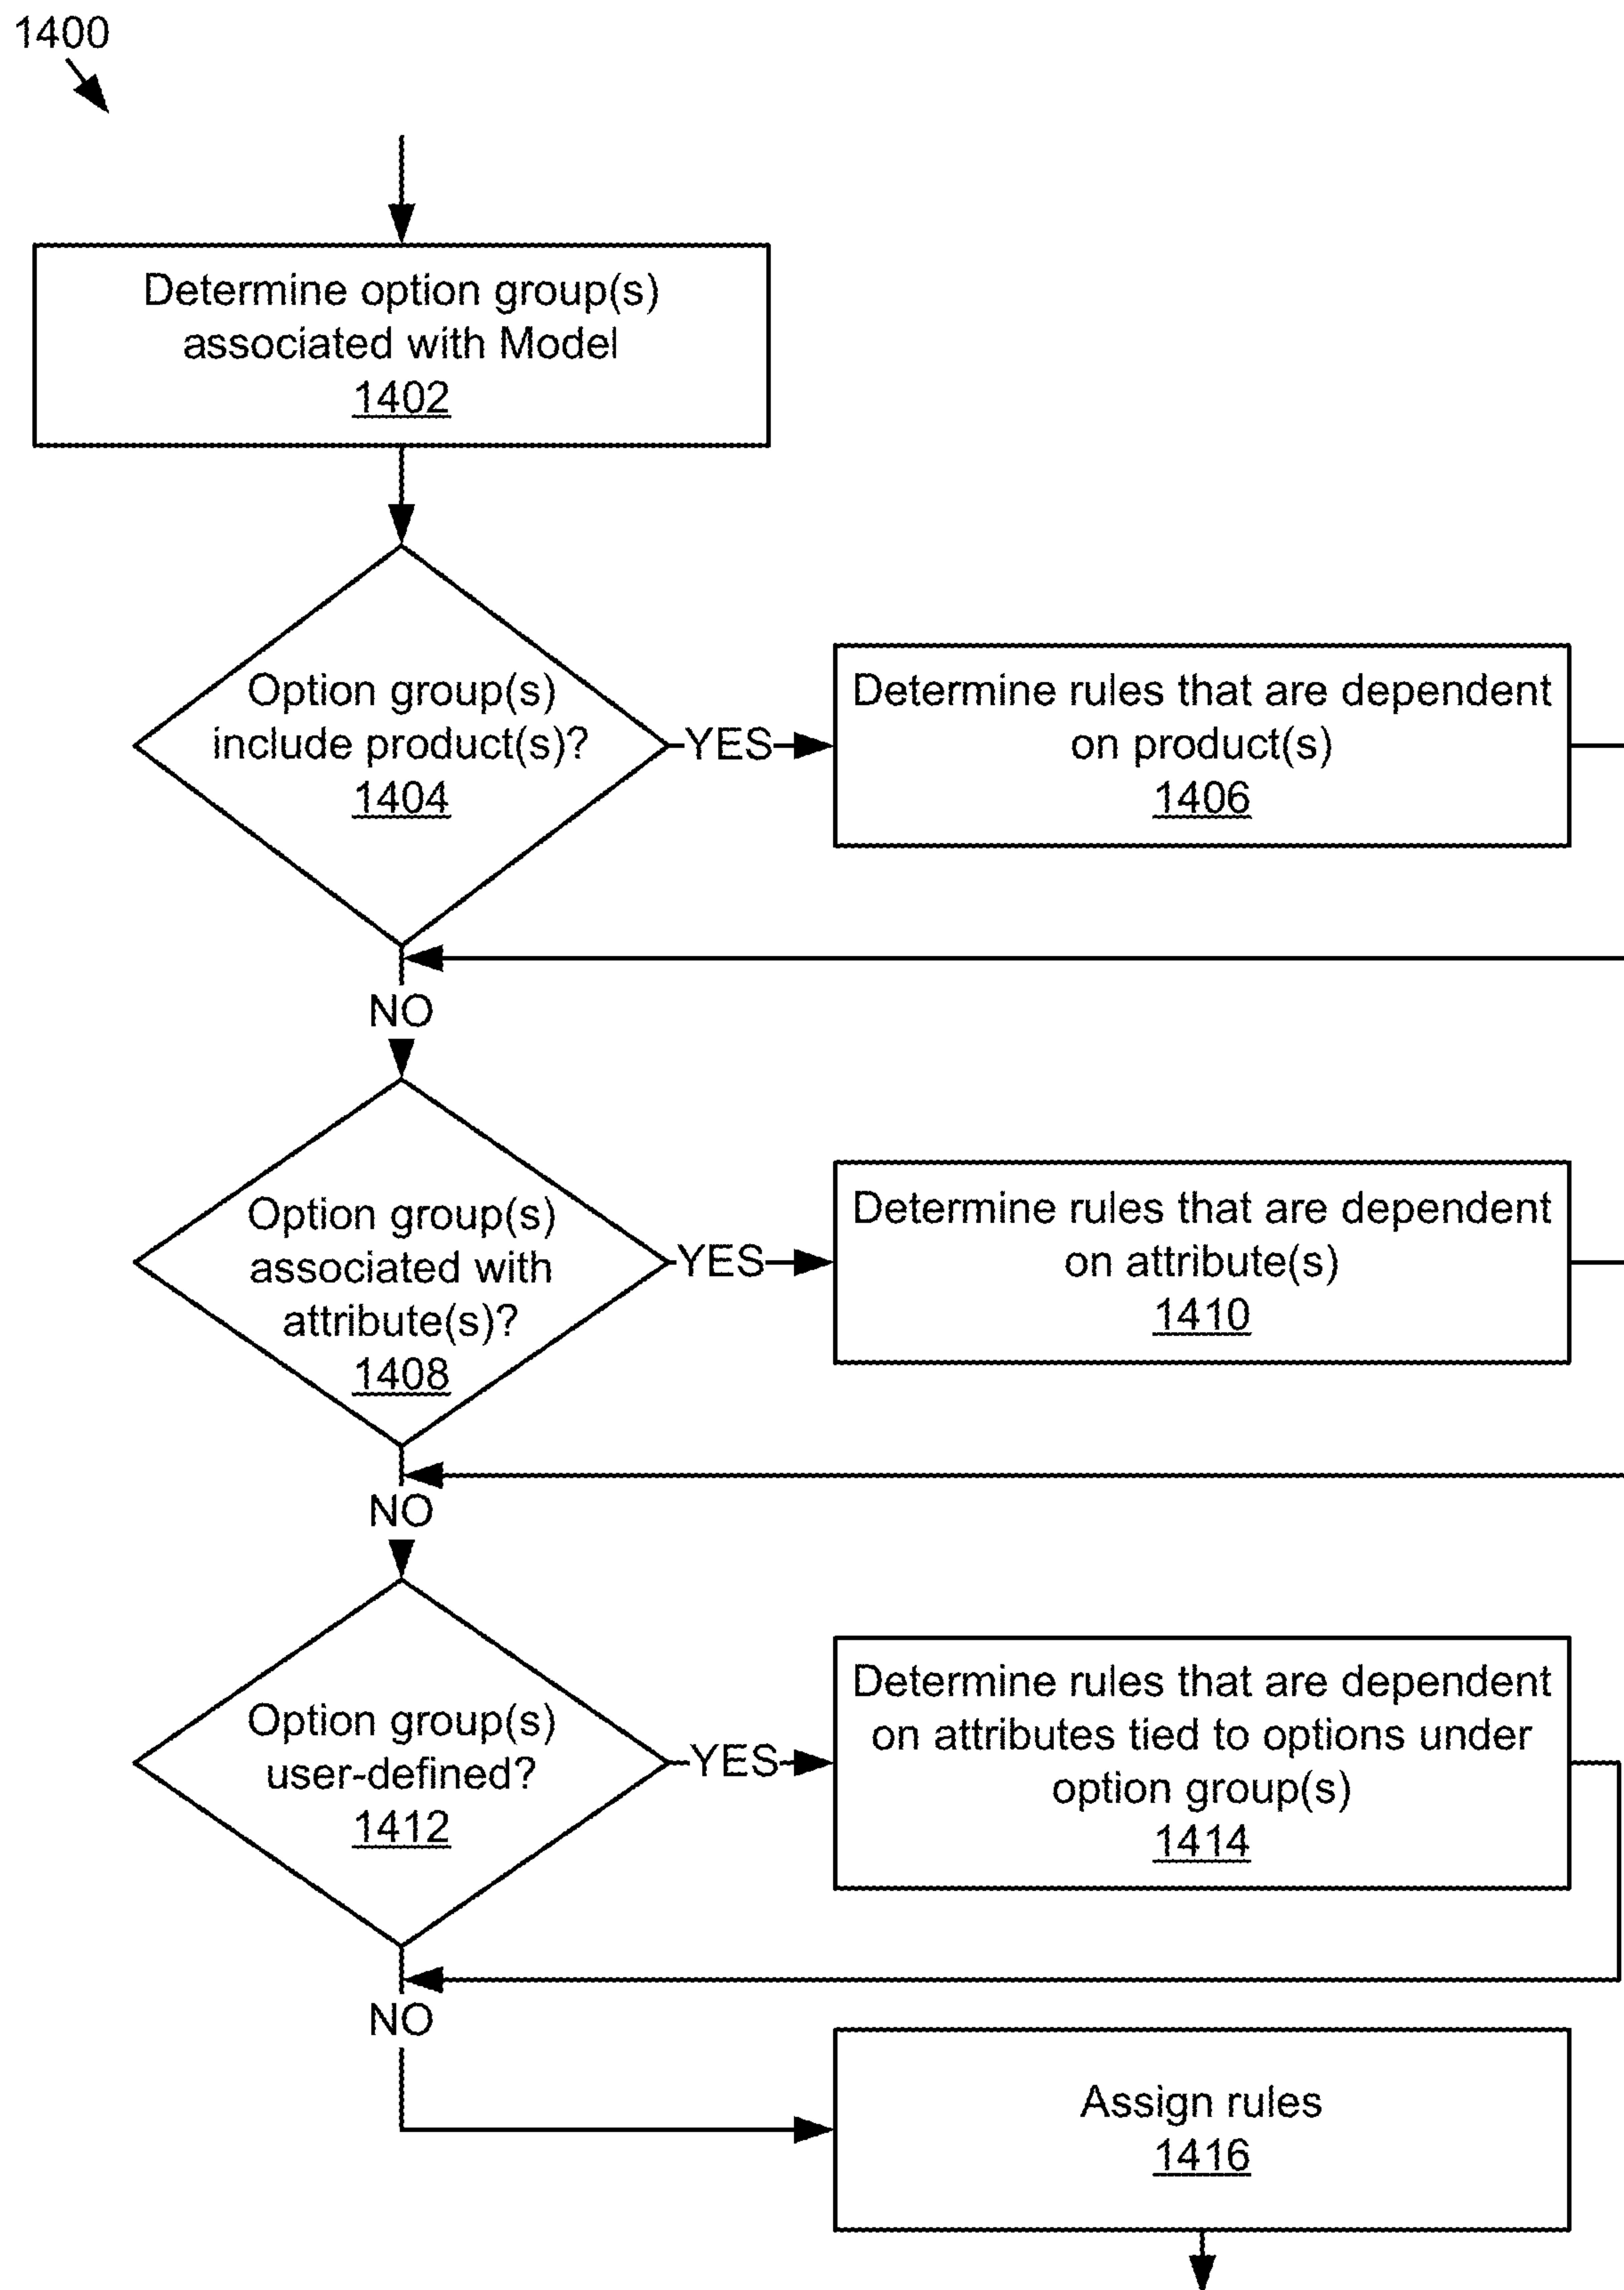 1400
Determine option group(s)
associated with Model
1402
Option group(s)
include product(s)?
1404
YES
Determine rules that are dependent
on product(s)
1406
NO
Option group(s)
associated with
attribute(s)?
1408
YES
Determine rules that are dependent
on attribute(s)
1410
NO
Option group(s)
user-defined?
1412
YES
Determine rules that are dependent
on attributes tied to options under
option group(s)
1414
NO
Assign rules
1416